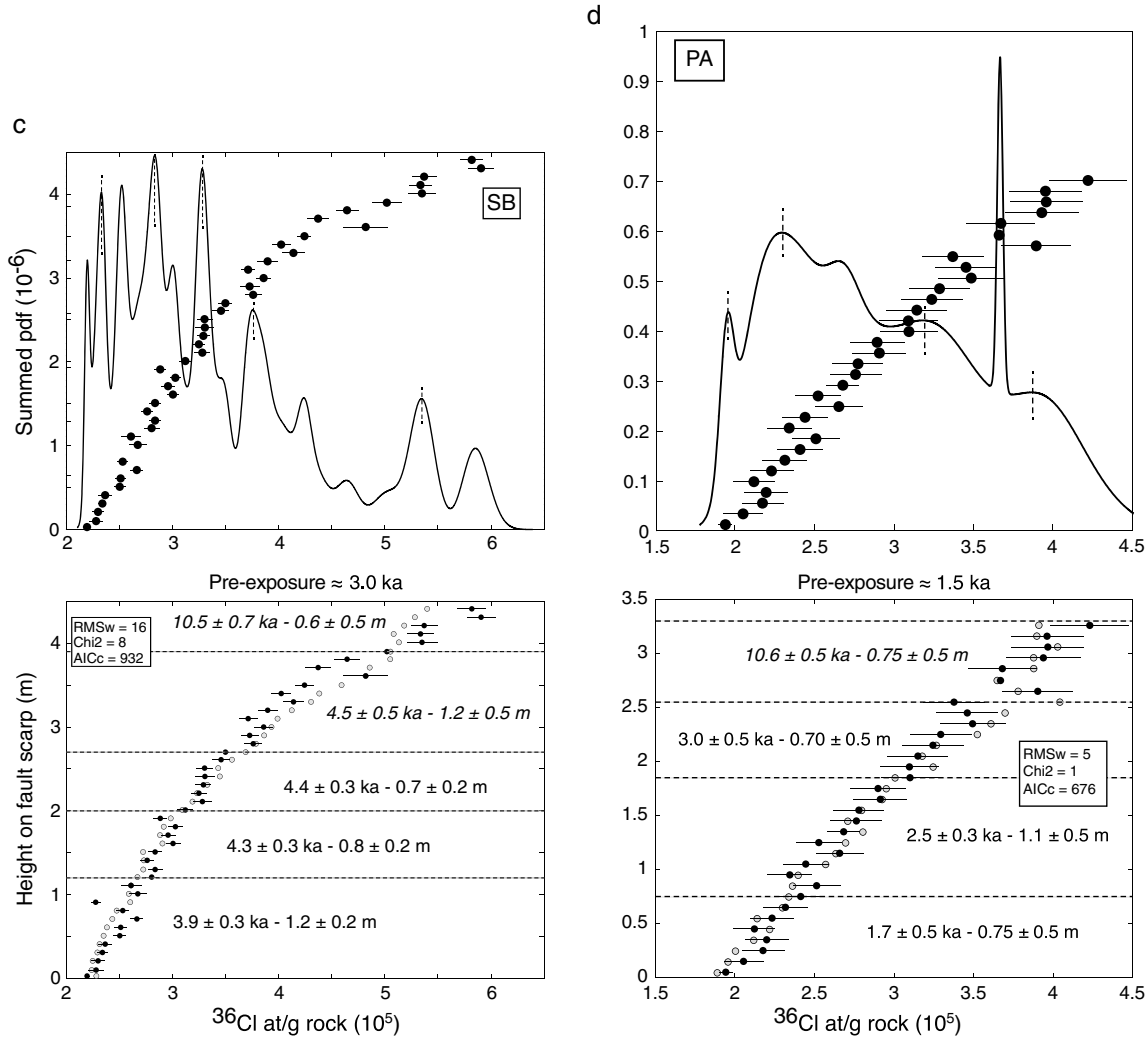 c
SB
Summed pdf (10⁻⁶)
4
3
2
1
0
2 3 4 5 6
Pre-exposure ≈ 3.0 ka
RMSw = 16
Chi2 = 8
AICc = 932
10.5 ± 0.7 ka - 0.6 ± 0.5 m
4.5 ± 0.5 ka - 1.2 ± 0.5 m
4.4 ± 0.3 ka - 0.7 ± 0.2 m
4.3 ± 0.3 ka - 0.8 ± 0.2 m
3.9 ± 0.3 ka - 1.2 ± 0.2 m
Height on fault scarp (m)
4
3
2
1
0
2 3 4 5 6
³⁶Cl at/g rock (10⁵)
d
PA
1
0.9
0.8
0.7
0.6
0.5
0.4
0.3
0.2
0.1
0
1.5 2 2.5 3 3.5 4 4.5
Pre-exposure ≈ 1.5 ka
3.5
3
2.5
2
1.5
1
0.5
0
10.6 ± 0.5 ka - 0.75 ± 0.5 m
3.0 ± 0.5 ka - 0.70 ± 0.5 m
RMSw = 5
Chi2 = 1
AICc = 676
2.5 ± 0.3 ka - 1.1 ± 0.5 m
1.7 ± 0.5 ka - 0.75 ± 0.5 m
1.5 2 2.5 3 3.5 4 4.5
³⁶Cl at/g rock (10⁵)